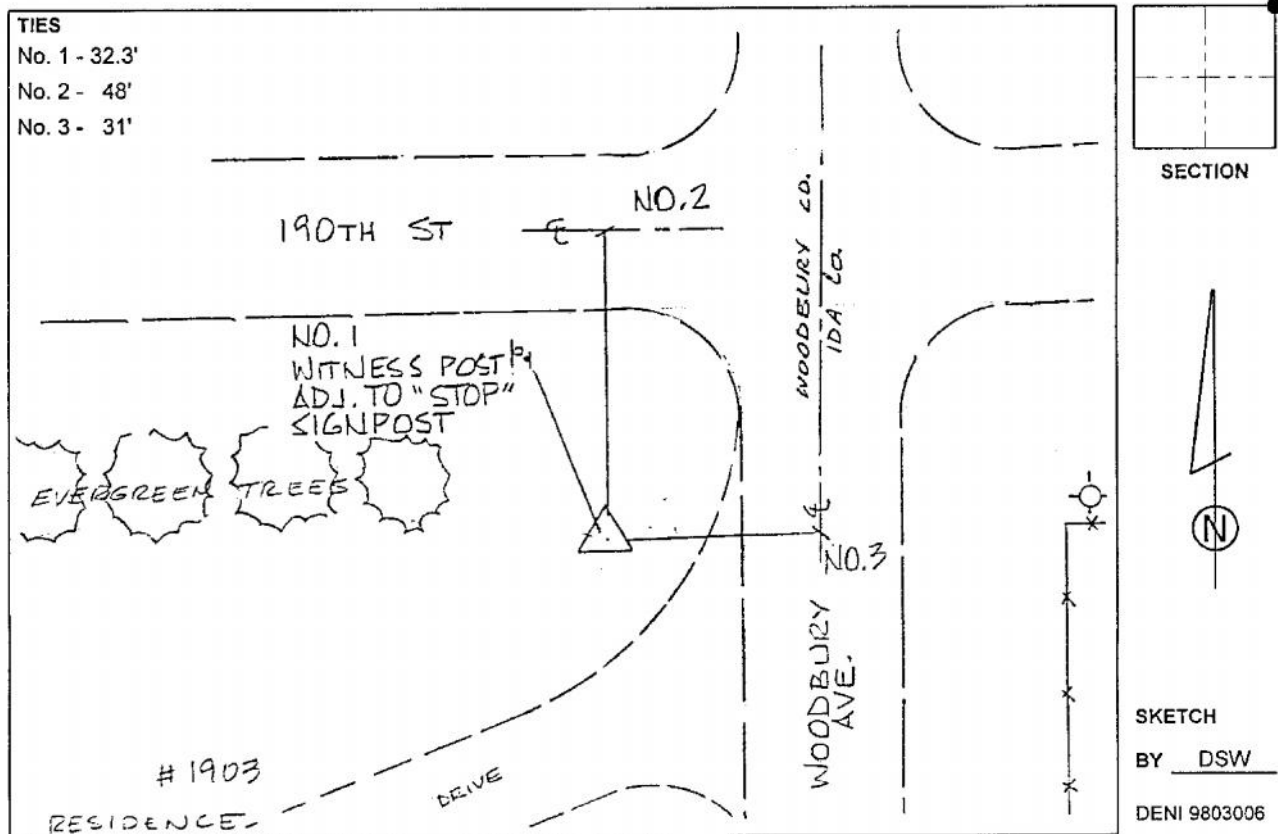 TIES
No. 1 - 32.3'
No. 2 - 48'
No. 3 - 31'
SECTION
NO.2
190TH ST
℄
WOODBURY CO.
IDA Co.
NO. 1
WITNESS POST
ADJ. TO "STOP"
SIGNPOST
EVERGREEN TREES
℄
NO.3
N
WOODBURY
AVE.
SKETCH
BY DSW
# 1903
RESIDENCE
DRIVE
DENI 9803006